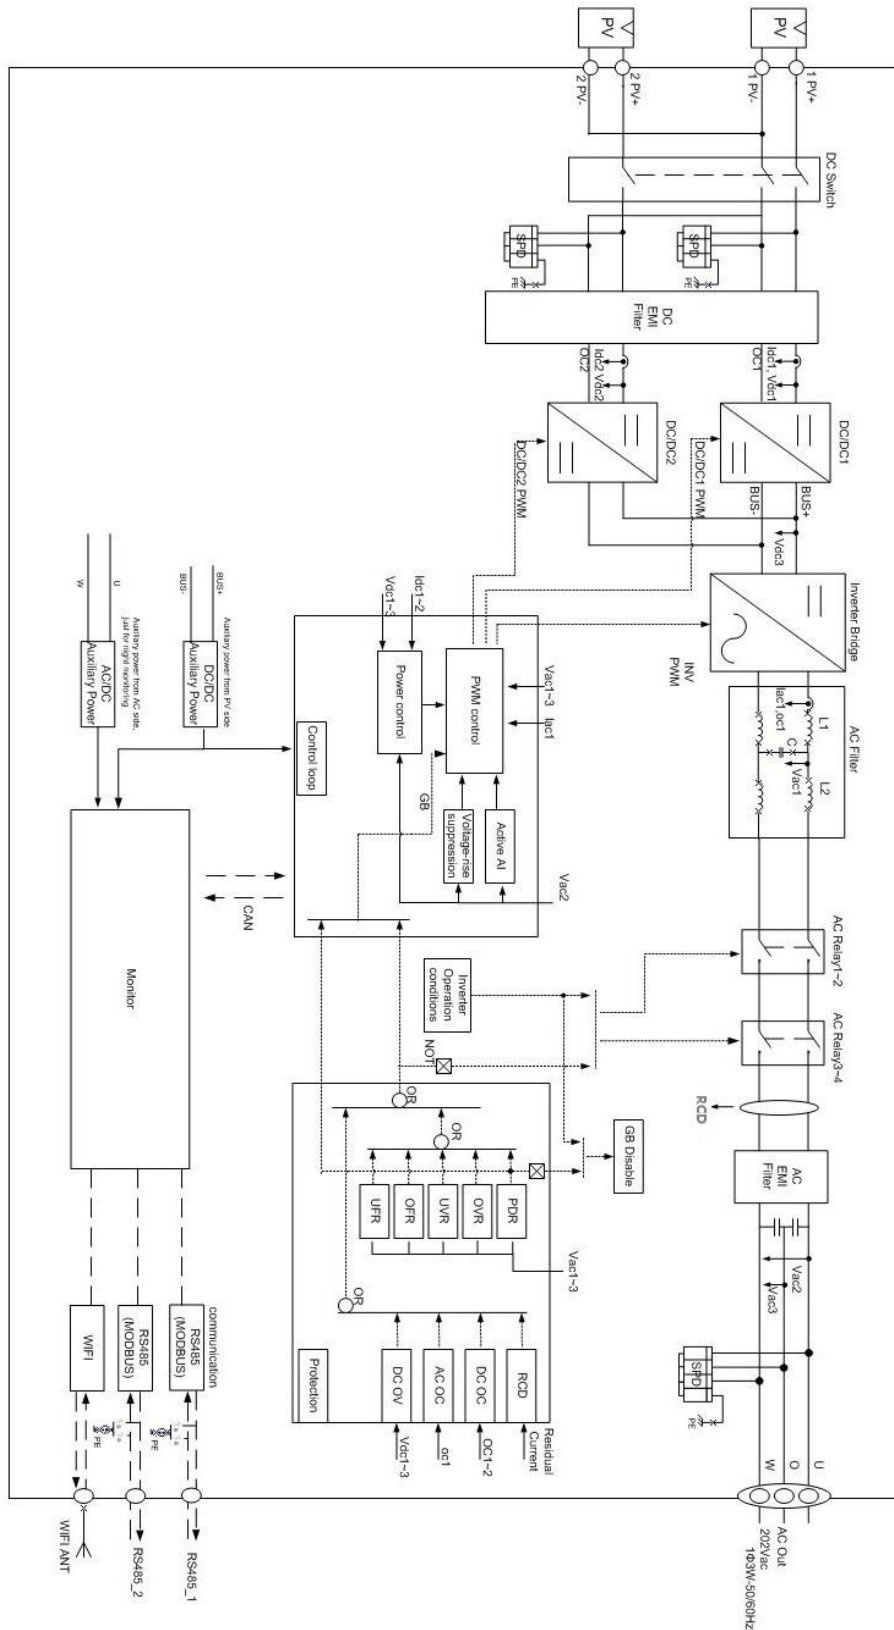 PV
1 PV+
1 PV-
PV
2 PV+
2 PV-
DC Switch
SPD
PE
SPD
PE
DC
EMI
Filter
Idc1, Vdc1
OC1
Idc2 Vdc2
OC2
DC/DC1
DC/DC1 PWM
DC/DC2
DC/DC2 PWM
BUS+
BUS-
Vdc3
Inverter Bridge
INV
PWM
AC Filter
L1
L2
Iac1,oc1
C
Vac1
AC Relay1~2
AC Relay3~4
RCD
AC
EMI
Filter
Vac2
Vac3
SPD
PE
U
O
W
AC Out
202Vac
1Φ3W-50/60Hz
Vac1~3
Iac1
PWM control
Idc1~2
Vdc1~3
Power control
Active AI
Voltage-rise
suppression
Vac2
GB
Control loop
Inverter
Operation
conditions
NOT
GB Disable
OR
OR
PDR
OVR
UVR
OFR
UFR
Vac1~3
OR
RCD
DC OC
AC OC
DC OV
Residual
Current
OC1~2
oc1
Vdc1~3
Protection
CAN
Auxiliary power from PV side
BUS+
BUS-
DC/DC
Auxiliary Power
Auxiliary power from AC side,
just for night monitoring
U
W
AC/DC
Auxiliary Power
Monitor
communication
RS485
(MODBUS)
PE
RS485_1
RS485
(MODBUS)
PE
RS485_2
WIFI
WIFI ANT